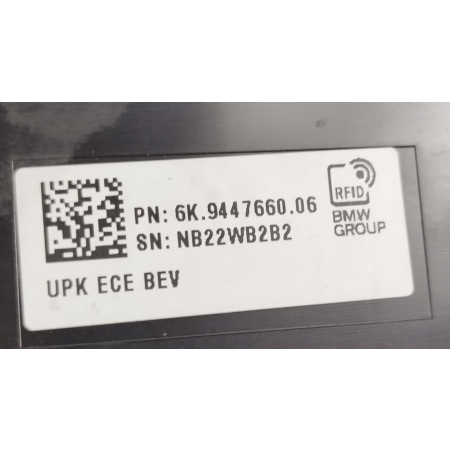 PN: 6K.9447660.06
SN: NB22WB2B2
RFID
BMW
GROUP
UPK ECE BEV